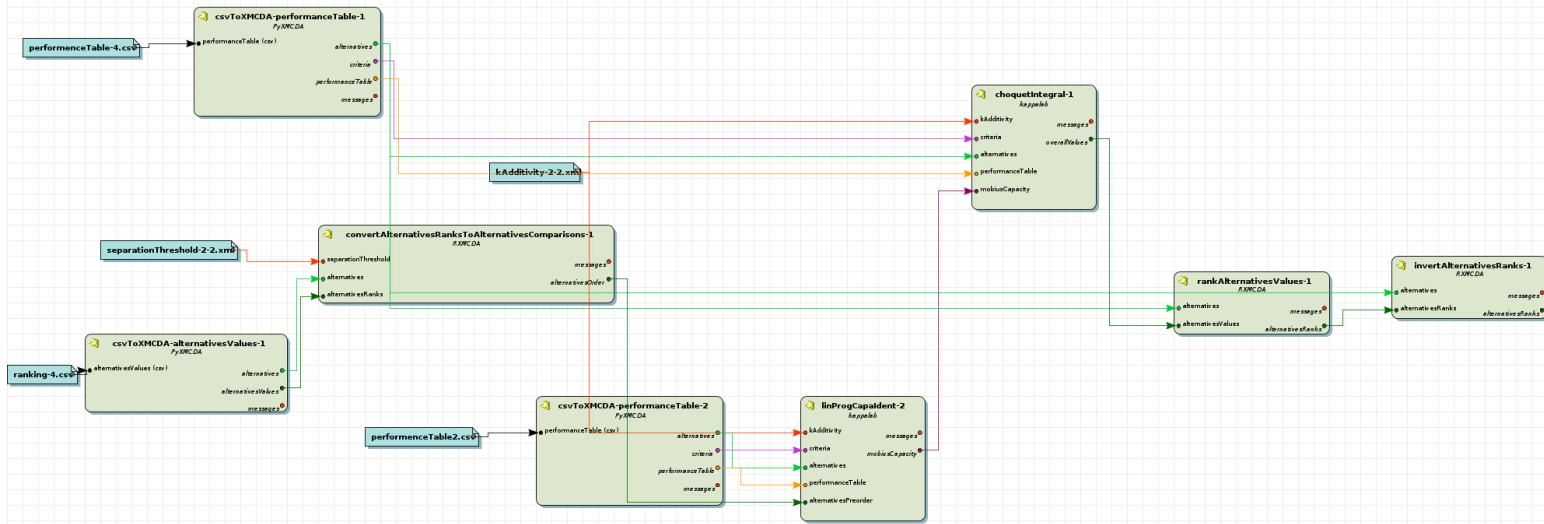 csvToXMCDA-performanceTable-1
PyXMCDA
performanceTable (csv)
alternatives
criteria
performanceTable
messages
performenceTable-4.csv
choquetIntegral-1
kappalab
kAdditivity
criteria
alternatives
performanceTable
mobiusCapacity
messages
overallValues
kAdditivity-2-2.xml
convertAlternativesRanksToAlternativesComparisons-1
RXMCDA
separationThreshold
alternatives
alternativesRanks
messages
alternativesOrder
separationThreshold-2-2.xml
rankAlternativesValues-1
RXMCDA
alternatives
alternativesValues
messages
alternativesRanks
invertAlternativesRanks-1
RXMCDA
alternatives
alternativesRanks
messages
alternativesRanks
csvToXMCDA-alternativesValues-1
PyXMCDA
alternativesValues (csv)
alternatives
alternativesValues
messages
ranking-4.csv
csvToXMCDA-performanceTable-2
PyXMCDA
performanceTable (csv)
alternatives
criteria
performanceTable
messages
performenceTable2.csv
linProgCapaIdent-2
kappalab
kAdditivity
criteria
alternatives
performanceTable
alternativesPreorder
messages
mobiusCapacity